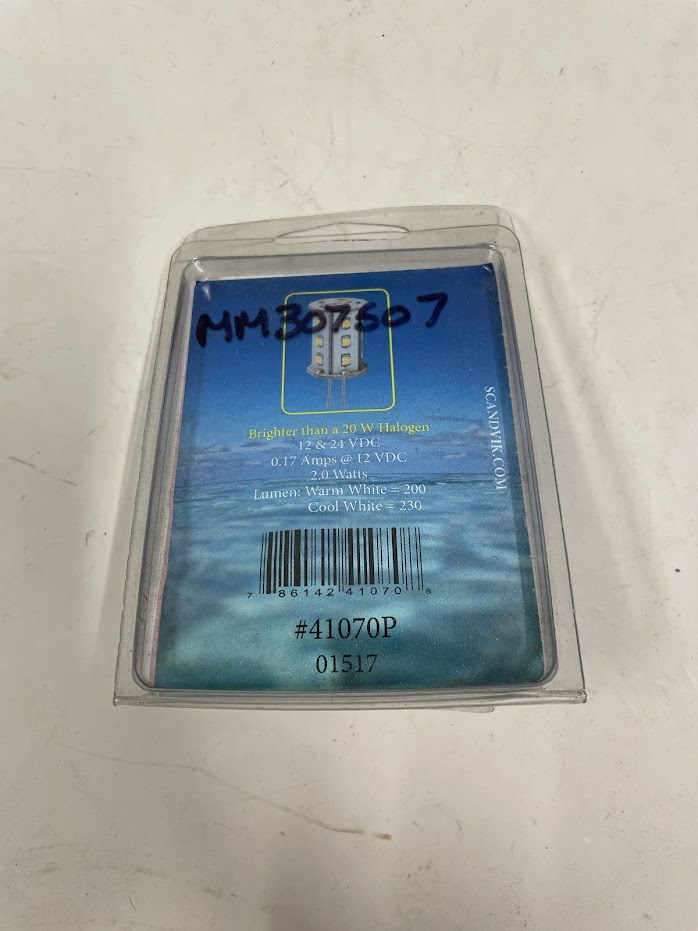 MM307607
Brighter than a 20 W Halogen
12 & 24 VDC
0.17 Amps @ 12 VDC
2.0 Watts
Lumen: Warm White = 200
Cool White = 230
SCANDVIK.COM
7 86142 41070 8
#41070P
01517